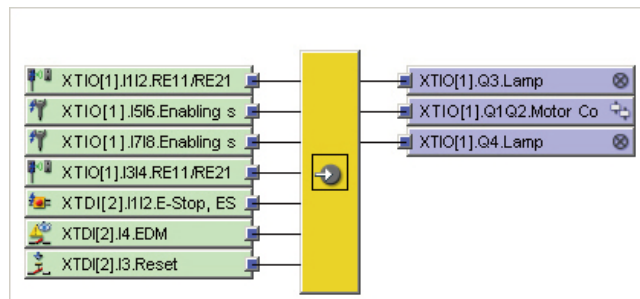 XTIO[1].I1I2.RE11/RE21
XTIO[1].I5I6.Enabling s
XTIO[1].I7I8.Enabling s
XTIO[1].I3I4.RE11/RE21
XTDI[2].I1I2.E-Stop, ES
XTDI[2].I4.EDM
XTDI[2].I3.Reset
XTIO[1].Q3.Lamp
XTIO[1].Q1Q2.Motor Co
XTIO[1].Q4.Lamp